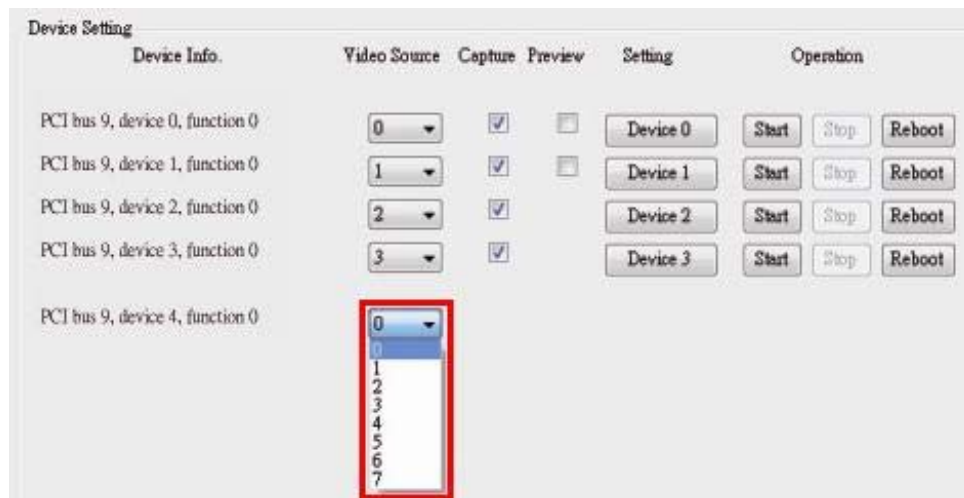 Device Setting
Device Info. Video Source Capture Preview Setting Operation
PCI bus 9, device 0, function 0 0 Device 0 Start Stop Reboot
PCI bus 9, device 1, function 0 1 Device 1 Start Stop Reboot
PCI bus 9, device 2, function 0 2 Device 2 Start Stop Reboot
PCI bus 9, device 3, function 0 3 Device 3 Start Stop Reboot
PCI bus 9, device 4, function 0 0
0
1
2
3
4
5
6
7